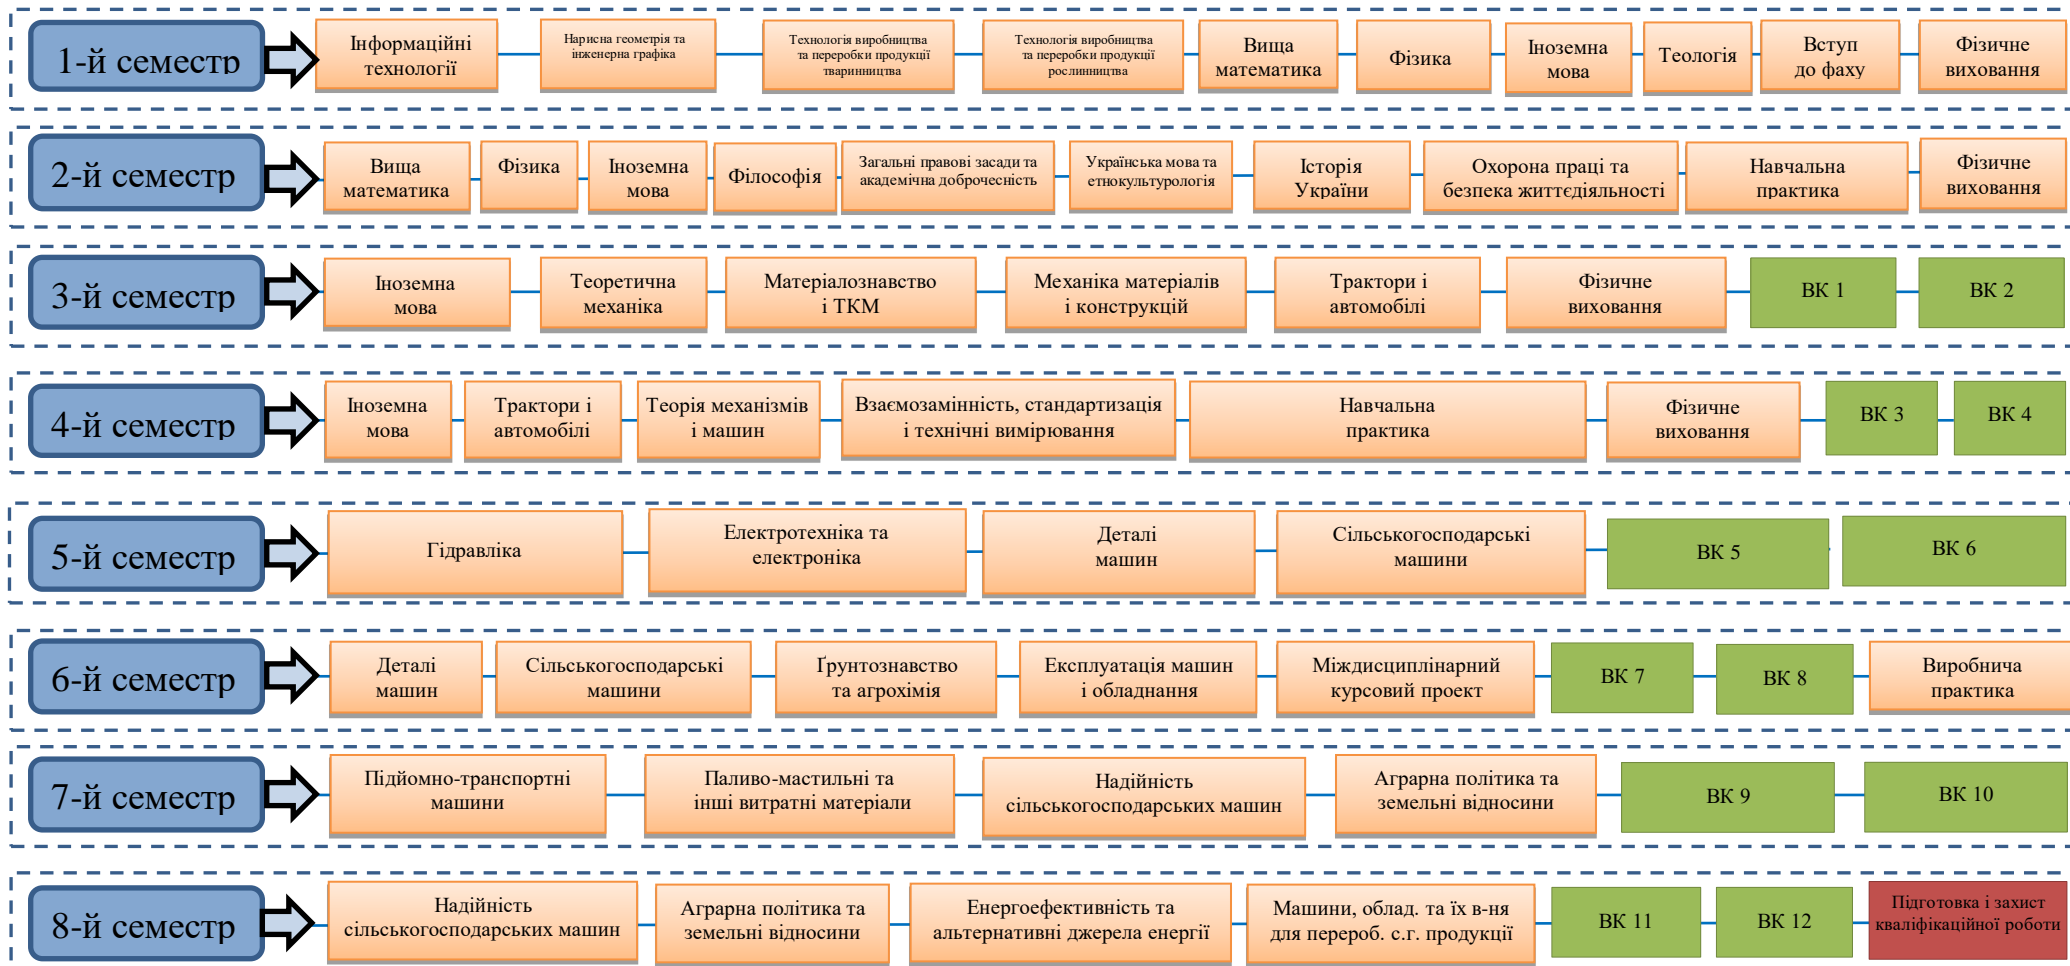 1-й семестр
Інформаційні
технології
Нарисна геометрія та
інженерна графіка
Технологія виробництва
та переробки продукції
тваринництва
Технологія виробництва
та переробки продукції
рослинництва
Вища
математика
Фізика
Іноземна
мова
Теологія
Вступ
до фаху
Фізичне
виховання
2-й семестр
Вища
математика
Фізика
Іноземна
мова
Філософія
Загальні правові засади та
академічна доброчесність
Українська мова та
етнокультурологія
Історія
України
Охорона праці та
безпека життєдіяльності
Навчальна
практика
Фізичне
виховання
3-й семестр
Іноземна
мова
Теоретична
механіка
Матеріалознавство
і ТКМ
Механіка матеріалів
і конструкцій
Трактори і
автомобілі
Фізичне
виховання
ВК 1
ВК 2
4-й семестр
Іноземна
мова
Трактори і
автомобілі
Теорія механізмів
і машин
Взаємозамінність, стандартизація
і технічні вимірювання
Навчальна
практика
Фізичне
виховання
ВК 3
ВК 4
5-й семестр
Гідравліка
Електротехніка та
електроніка
Деталі
машин
Сільськогосподарські
машини
ВК 5
ВК 6
6-й семестр
Деталі
машин
Сільськогосподарські
машини
Ґрунтознавство
та агрохімія
Експлуатація машин
і обладнання
Міждисциплінарний
курсовий проект
ВК 7
ВК 8
Виробнича
практика
7-й семестр
Підйомно-транспортні
машини
Паливо-мастильні та
інші витратні матеріали
Надійність
сільськогосподарських машин
Аграрна політика та
земельні відносини
ВК 9
ВК 10
8-й семестр
Надійність
сільськогосподарських машин
Аграрна політика та
земельні відносини
Енергоефективність та
альтернативні джерела енергії
Машини, облад. та їх в-ня
для перероб. с.г. продукції
ВК 11
ВК 12
Підготовка і захист
кваліфікаційної роботи